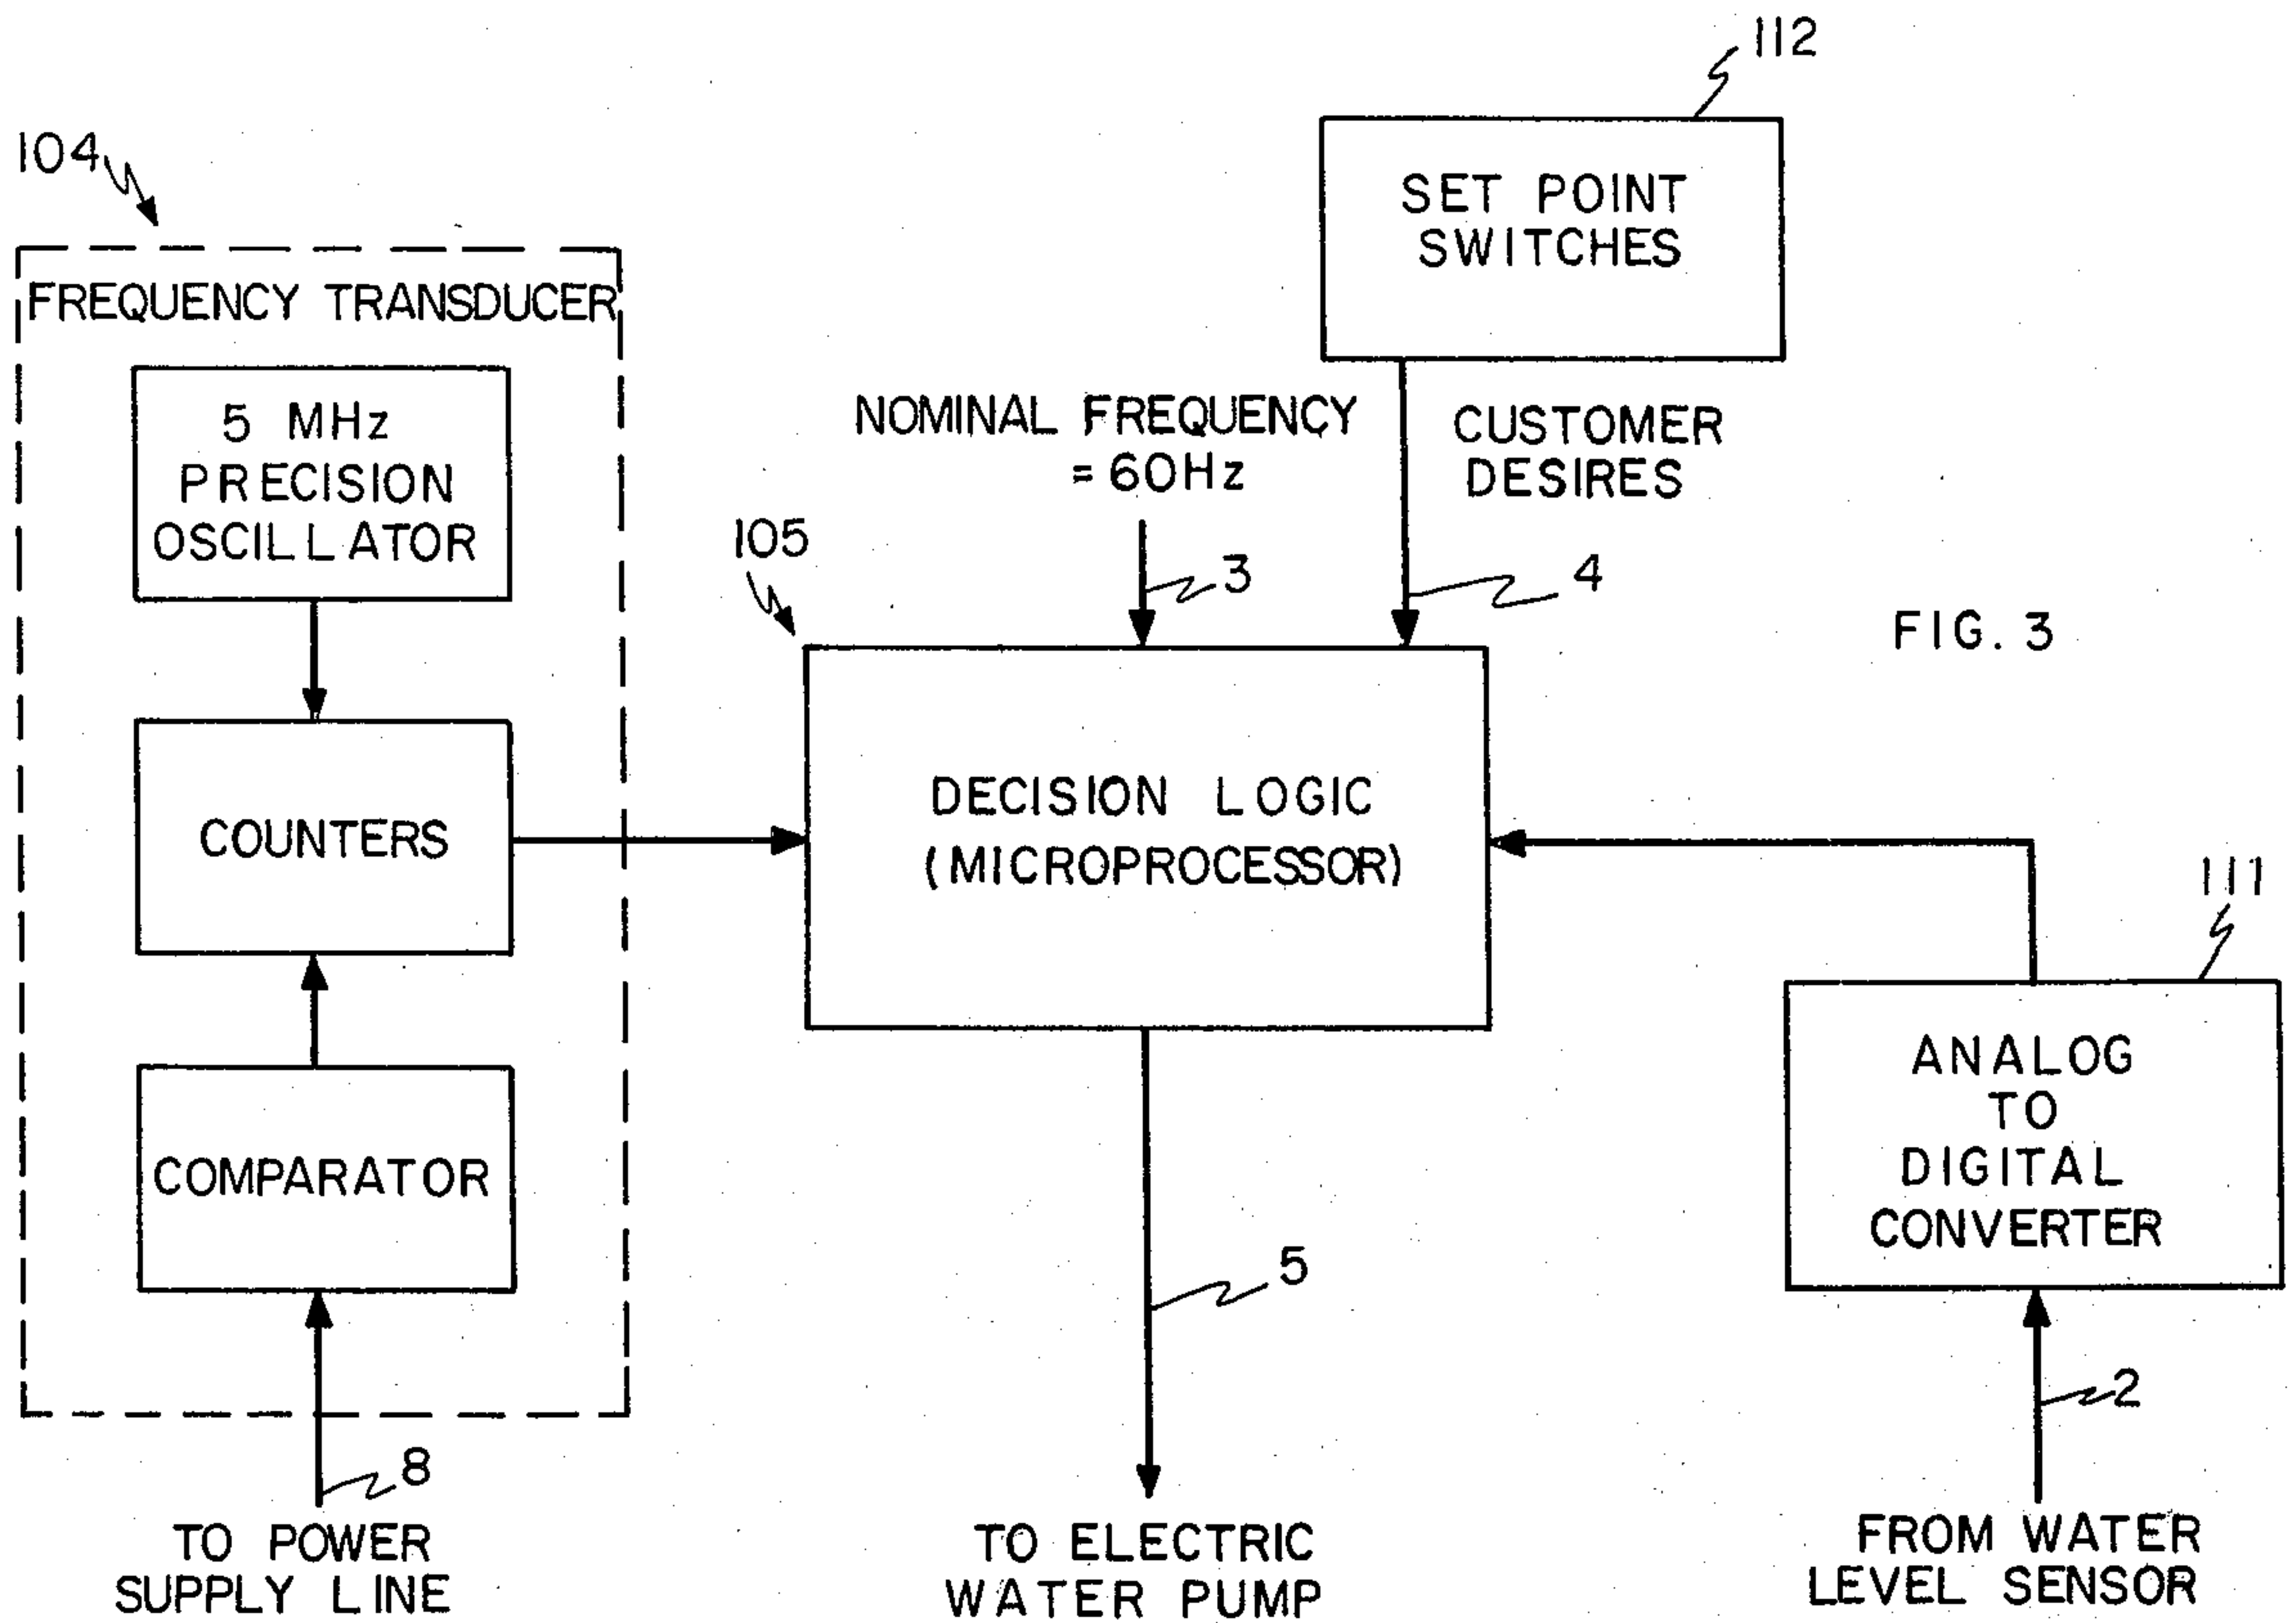 112
104
SET POINT
SWITCHES
FREQUENCY TRANSDUCER
5 MHz
PRECISION
OSCILLATOR
NOMINAL FREQUENCY
= 60Hz
CUSTOMER
DESIRES
105
3
4
FIG. 3
COUNTERS
DECISION LOGIC
(MICROPROCESSOR)
111
ANALOG
TO
DIGITAL
CONVERTER
COMPARATOR
5
2
8
TO POWER
SUPPLY LINE
TO ELECTRIC
WATER PUMP
FROM WATER
LEVEL SENSOR